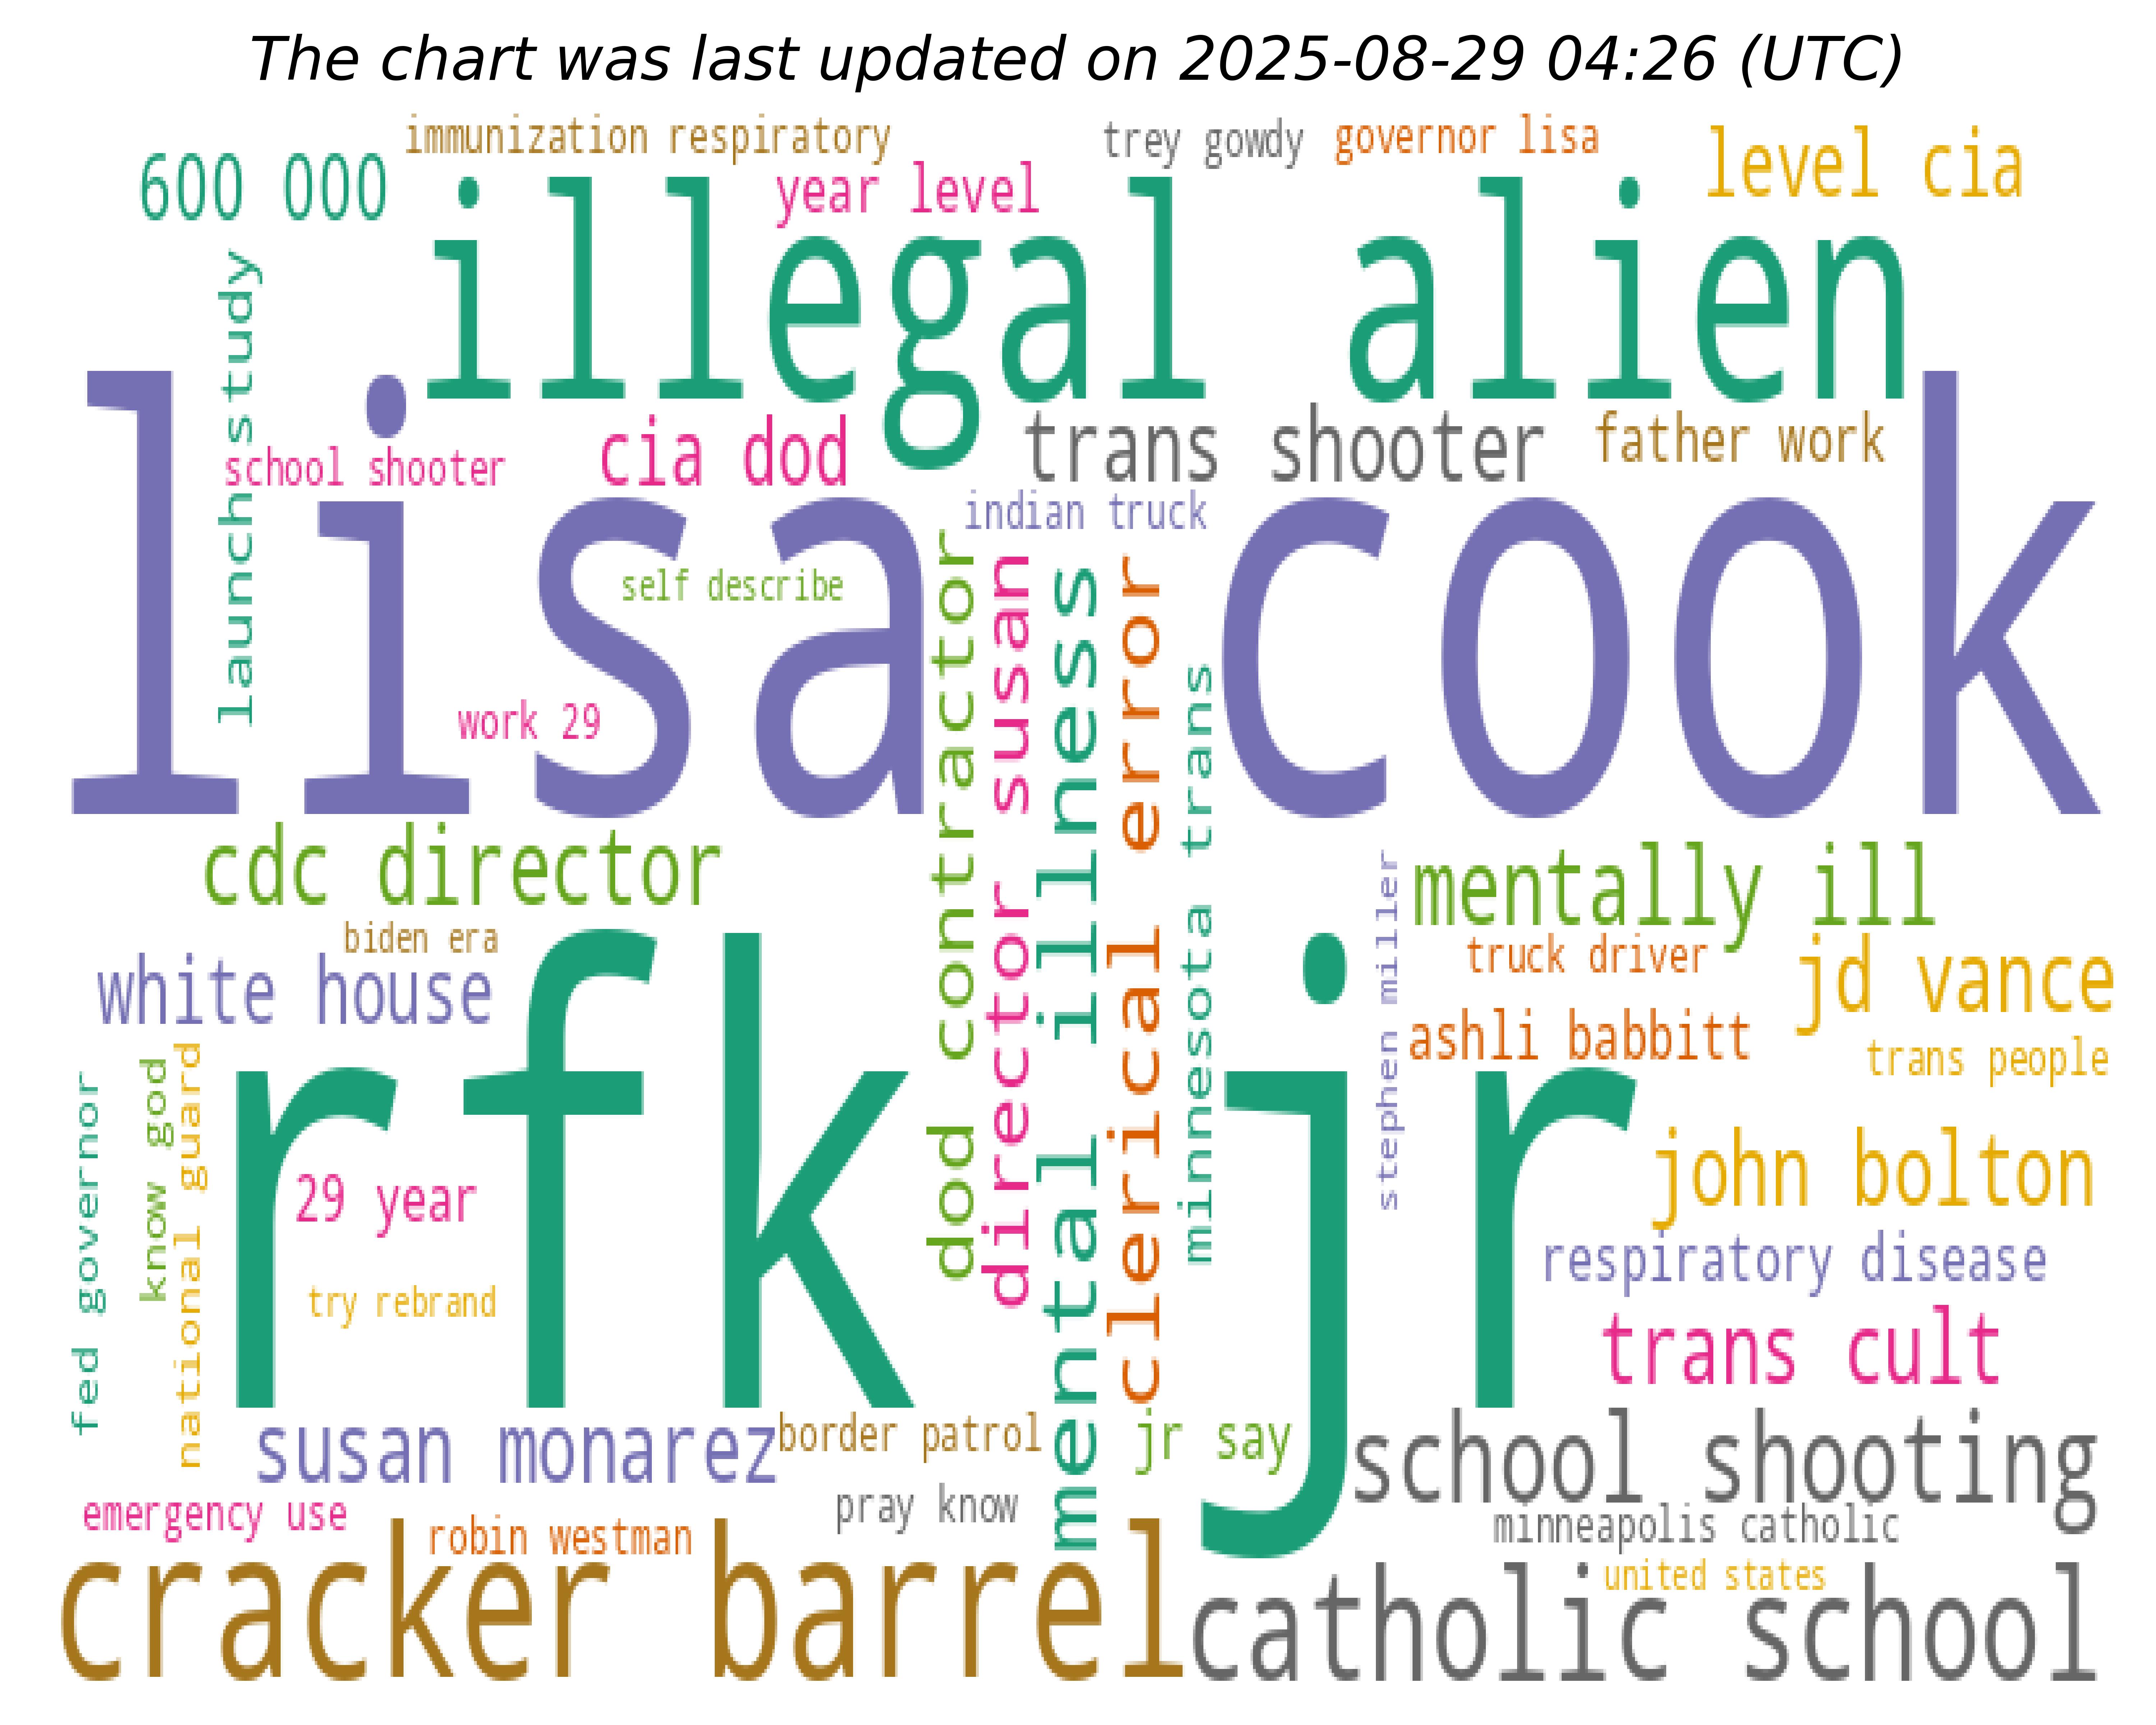 The chart was last updated on 2025-08-29 04:26 (UTC)
immunization respiratory
trey gowdy
governor lisa
level cia
600 000
year level
illegal alien
launch study
school shooter
cia dod
trans shooter
father work
lisa cook
indian truck
self describe
work 29
dod contractor
director susan
mental illness
clerical error
minnesota trans
cdc director
mentally ill
stephen miller
biden era
truck driver
white house
jd vance
ashli babbitt
trans people
rfk jr
fed governor
know god
national guard
29 year
john bolton
respiratory disease
try rebrand
trans cult
susan monarez
border patrol
jr say
school shooting
emergency use
pray know
robin westman
minneapolis catholic
cracker barrel
united states
catholic school